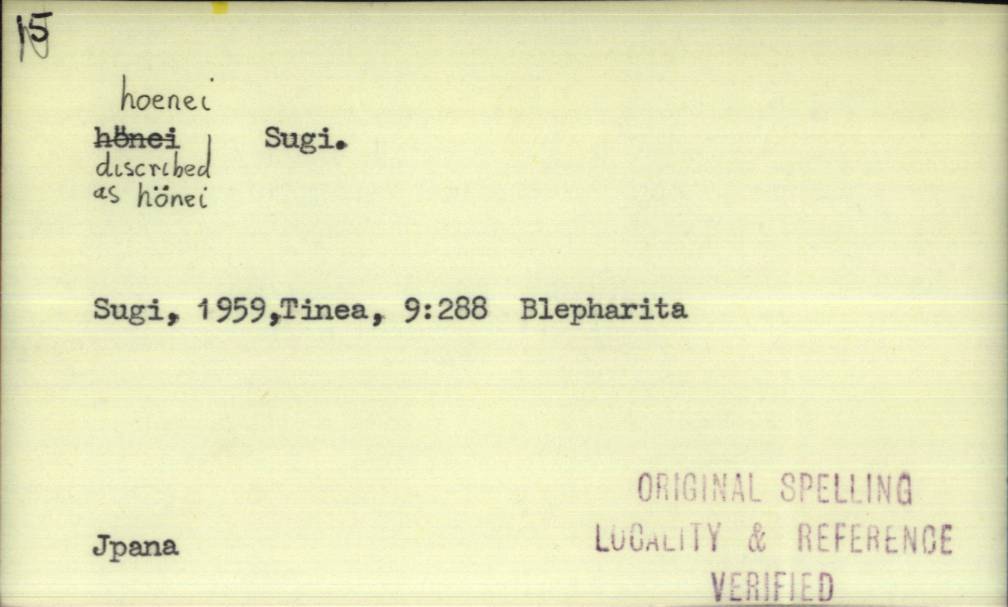 15
hoenei
hönei Sugi.
discribed
as hönei
Sugi, 1959,Tinea, 9:288 Blepharita
Jpana
ORIGINAL SPELLING
LOCALITY & REFERENCE
VERIFIED